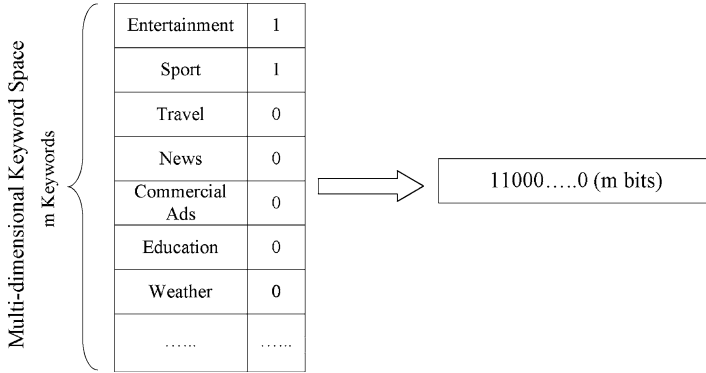 Multi-dimensional Keyword Space
m Keywords
Entertainment 1
Sport 1
Travel 0
News 0
Commercial
Ads 0
Education 0
Weather 0
...... ......
11000.....0 (m bits)